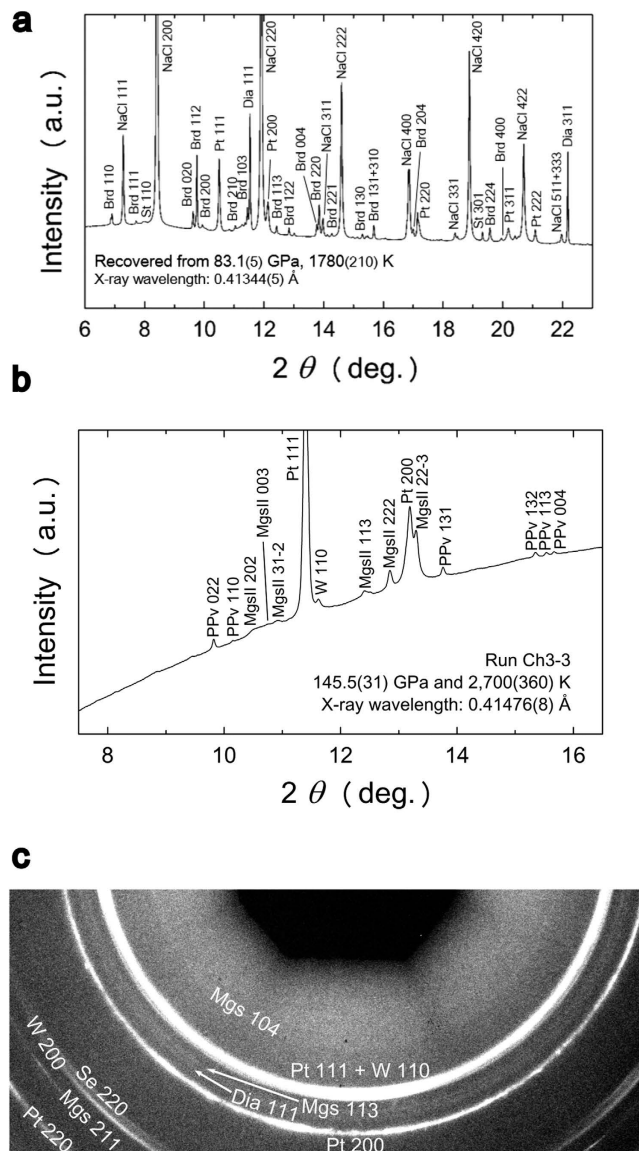 a
Intensity (a.u.)
Brd 110
NaCl 111
Brd 111
St 110
NaCl 200
Brd 020
Brd 112
Brd 200
Pt 111
Brd 210
Brd 103
Dia 111
NaCl 220
Pt 200
Brd 113
Brd 122
Brd 004
Brd 220
NaCl 311
Brd 221
NaCl 222
Brd 130
Brd 131+310
NaCl 400
Brd 204
Pt 220
NaCl 331
NaCl 420
St 301
Brd 224
Brd 400
Pt 311
NaCl 422
Pt 222
NaCl 511+333
Dia 311
Recovered from 83.1(5) GPa, 1780(210) K
X-ray wavelength: 0.41344(5) Å
6 8 10 12 14 16 18 20 22
2 θ (deg.)
b
Intensity (a.u.)
PPv 022
PPv 110
MgsII 202
MgsII 003
MgsII 31-2
Pt 111
W 110
MgsII 113
MgsII 222
Pt 200
MgsII 22-3
PPv 131
PPv 132
PPv 113
PPv 004
Run Ch3-3
145.5(31) GPa and 2,700(360) K
X-ray wavelength: 0.41476(8) Å
8 10 12 14 16
2 θ (deg.)
c
Mgs 104
Pt 111 + W 110
Mgs 113
Dia 111
Pt 200
W 200
Se 220
Mgs 211
Pt 220